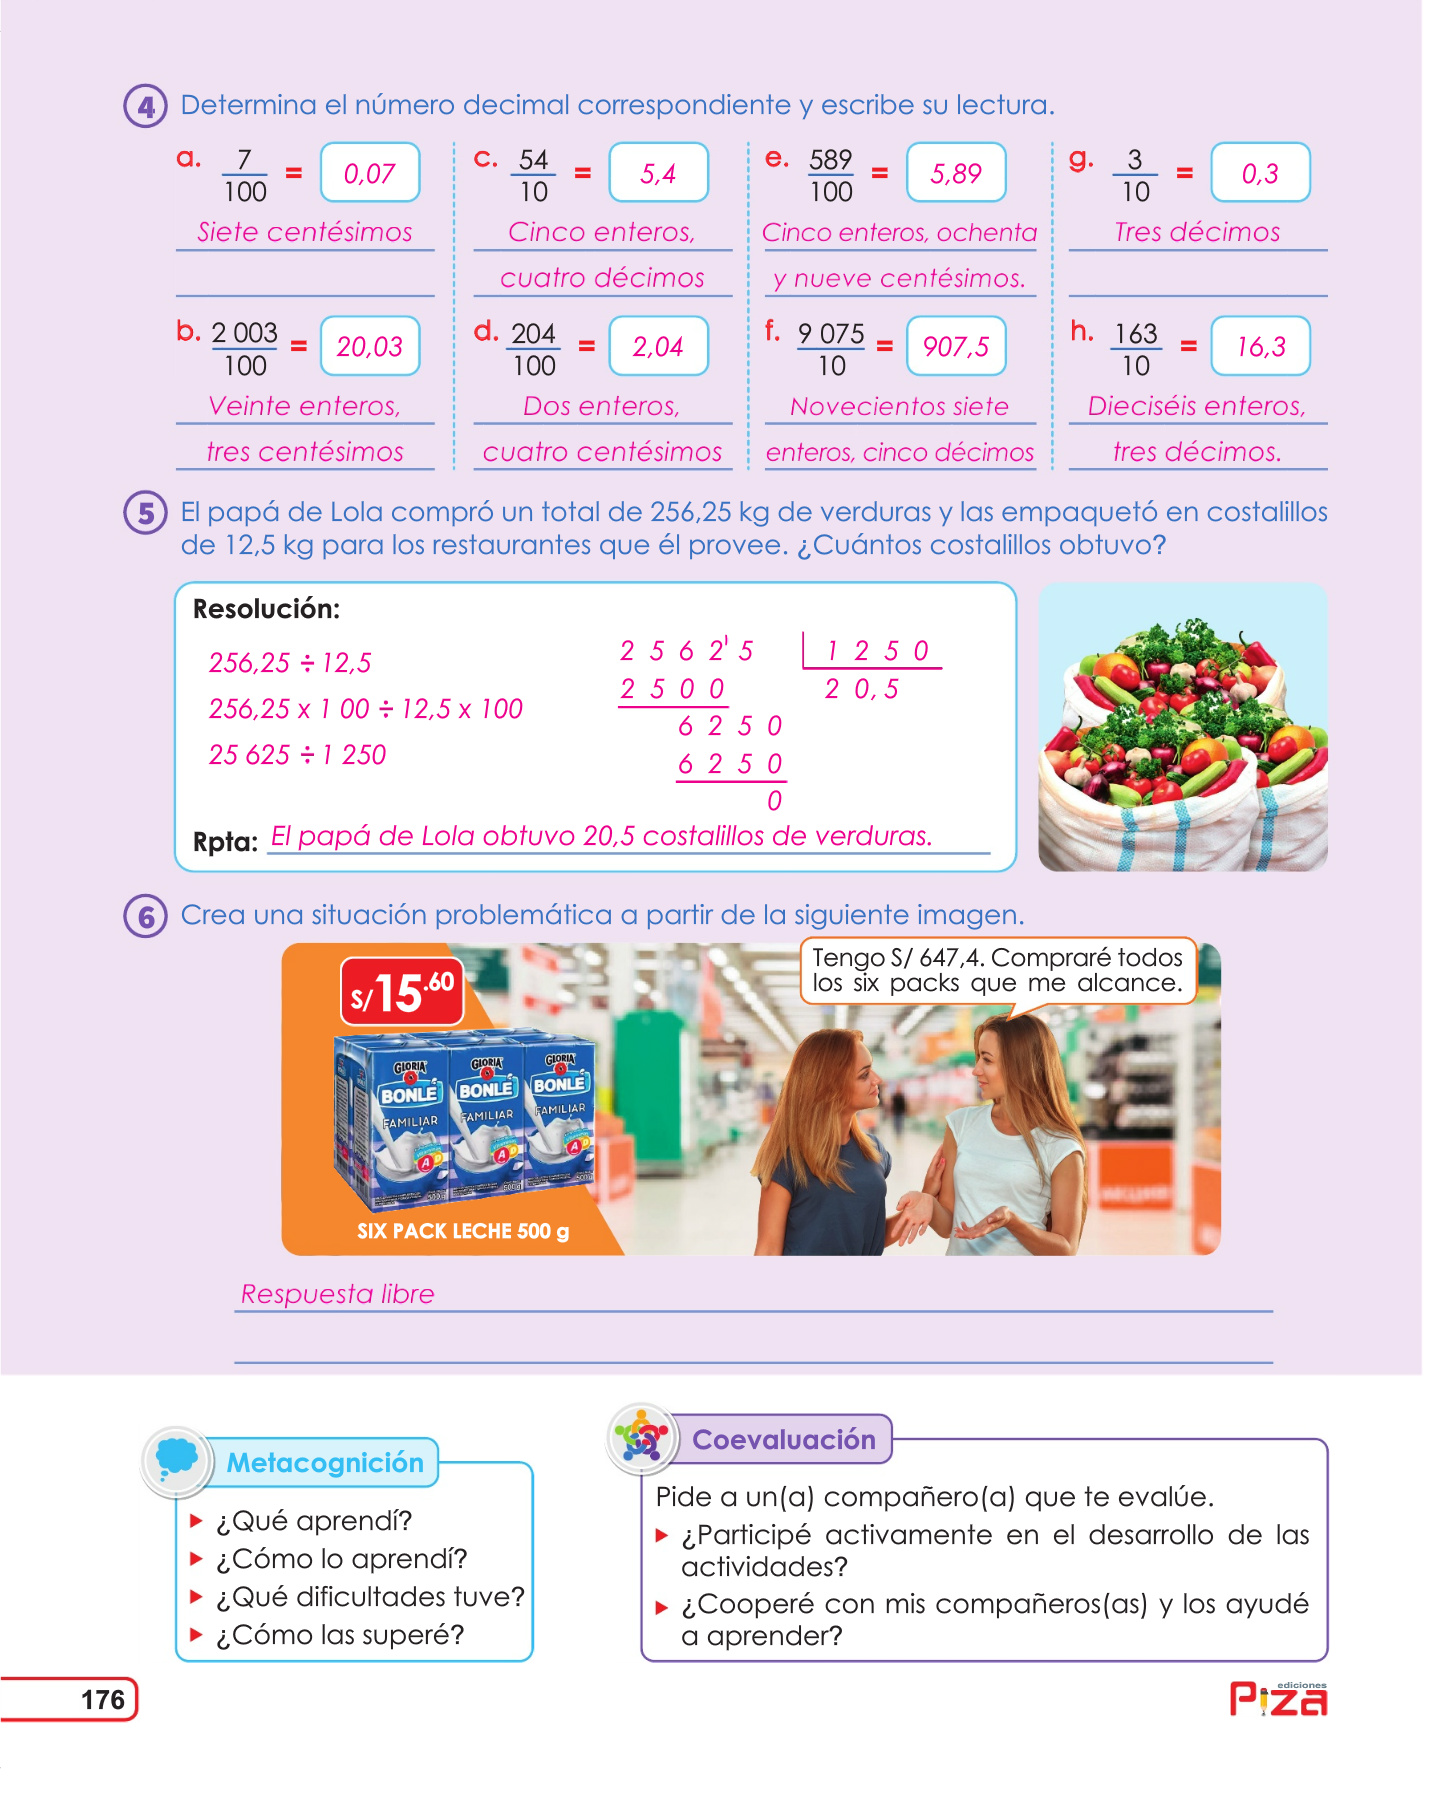 4 Determina el número decimal correspondiente y escribe su lectura.
a. 7/100 = 0,07
Siete centésimos
c. 54/10 = 5,4
Cinco enteros,
cuatro décimos
e. 589/100 = 5,89
Cinco enteros, ochenta
y nueve centésimos.
g. 3/10 = 0,3
Tres décimos
b. 2 003/100 = 20,03
Veinte enteros,
tres centésimos
d. 204/100 = 2,04
Dos enteros,
cuatro centésimos
f. 9 075/10 = 907,5
Novecientos siete
enteros, cinco décimos
h. 163/10 = 16,3
Dieciséis enteros,
tres décimos.
5 El papá de Lola compró un total de 256,25 kg de verduras y las empaquetó en costalillos
de 12,5 kg para los restaurantes que él provee. ¿Cuántos costalillos obtuvo?
Resolución:
256,25 ÷ 12,5
256,25 x 1 00 ÷ 12,5 x 100
25 625 ÷ 1 250
2 5 6 2' 5 1 2 5 0
2 5 0 0 2 0, 5
6 2 5 0
6 2 5 0
0
Rpta: El papá de Lola obtuvo 20,5 costalillos de verduras.
6 Crea una situación problemática a partir de la siguiente imagen.
S/15.60
Tengo S/ 647,4. Compraré todos
los six packs que me alcance.
GLORIA GLORIA GLORIA
BONLÉ BONLÉ BONLÉ
FAMILIAR FAMILIAR FAMILIAR
A D A D A D
500g 500g 500g
SIX PACK LECHE 500 g
Respuesta libre
Metacognición
¿Qué aprendí?
¿Cómo lo aprendí?
¿Qué dificultades tuve?
¿Cómo las superé?
Coevaluación
Pide a un(a) compañero(a) que te evalúe.
¿Participé activamente en el desarrollo de las
actividades?
¿Cooperé con mis compañeros(as) y los ayudé
a aprender?
176
ediciones
Piza